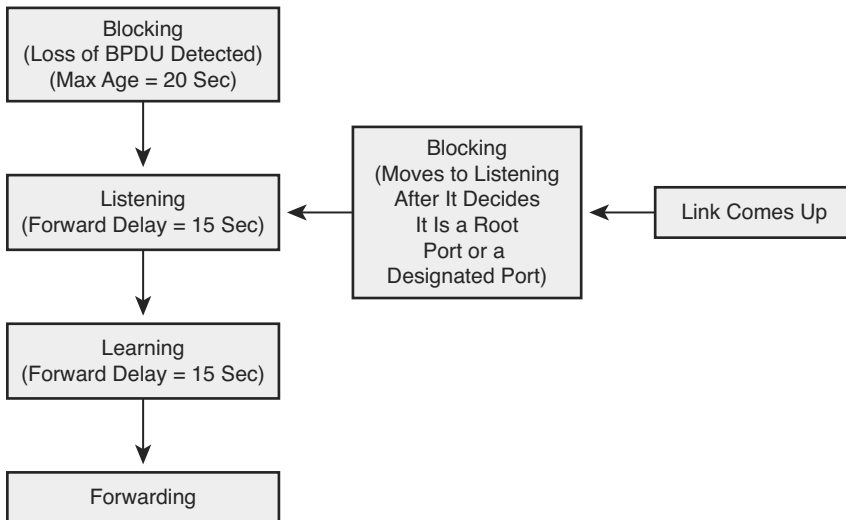 Blocking
(Loss of BPDU Detected)
(Max Age = 20 Sec)
Listening
(Forward Delay = 15 Sec)
Blocking
(Moves to Listening
After It Decides
It Is a Root
Port or a
Designated Port)
Link Comes Up
Learning
(Forward Delay = 15 Sec)
Forwarding